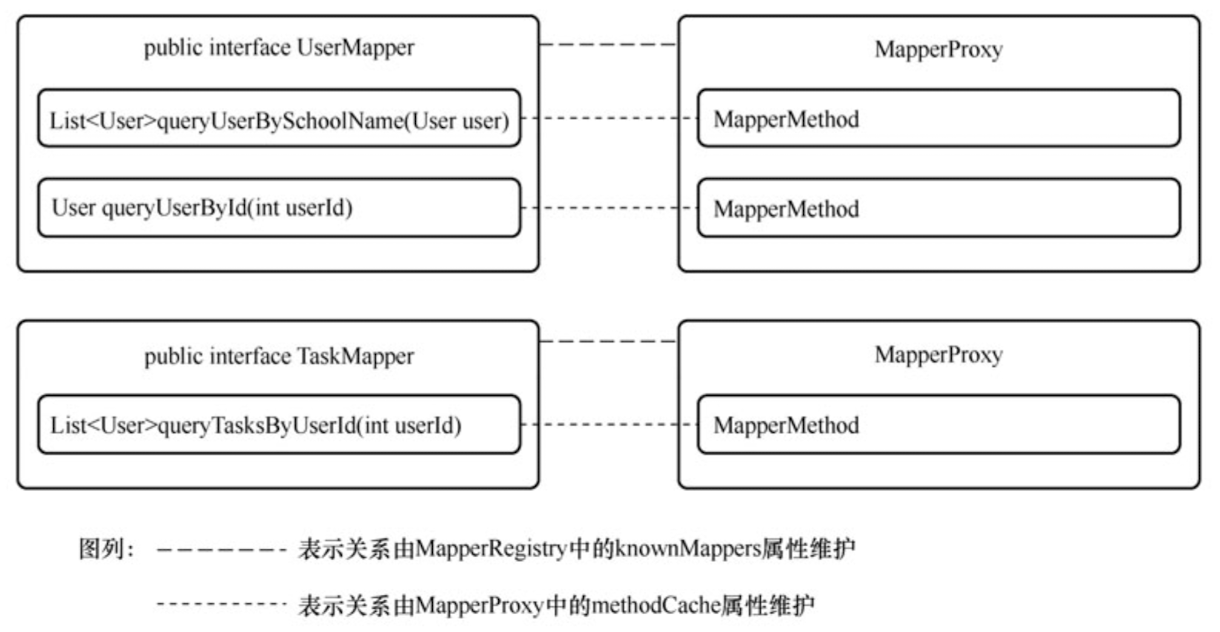 public interface UserMapper
MapperProxy
List<User>queryUserBySchoolName(User user)
MapperMethod
User queryUserById(int userId)
MapperMethod
public interface TaskMapper
MapperProxy
List<User>queryTasksByUserId(int userId)
MapperMethod
图列： 表示关系由MapperRegistry中的knownMappers属性维护
表示关系由MapperProxy中的methodCache属性维护